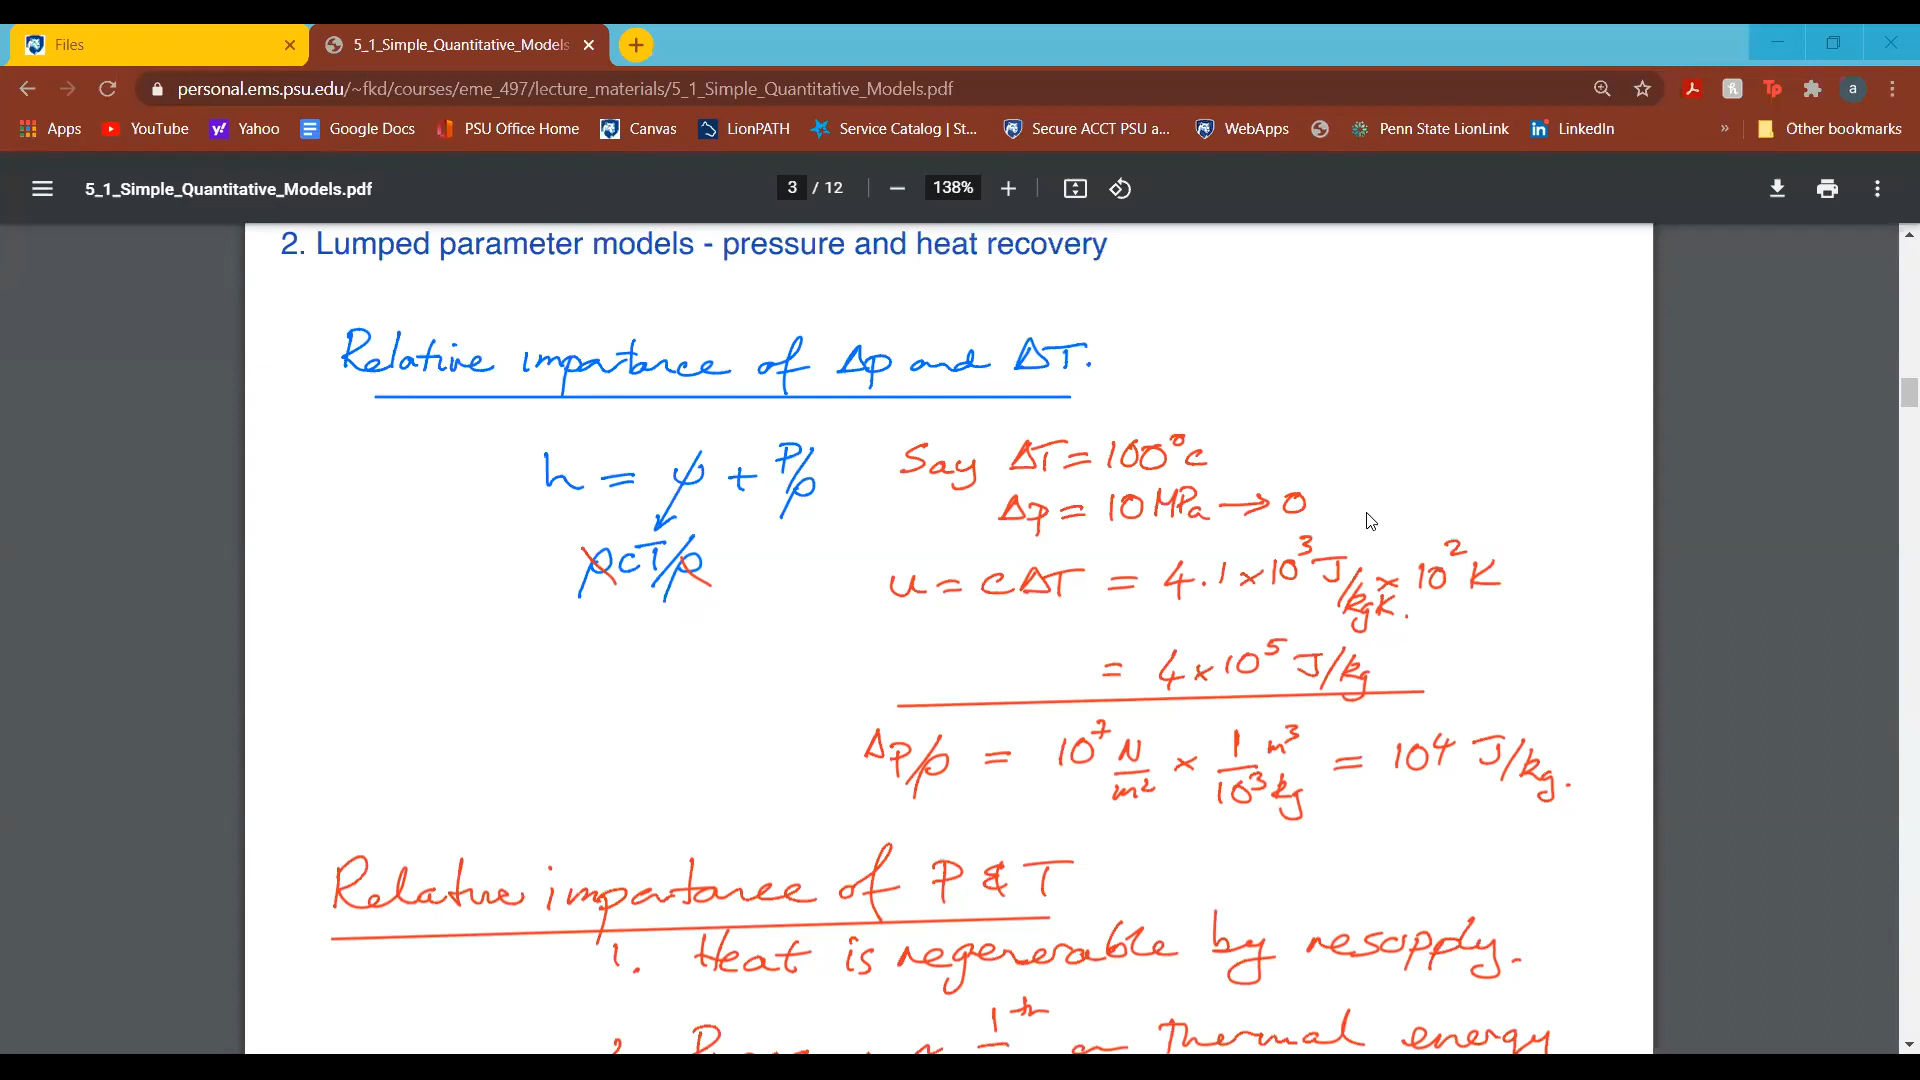 Files
5_1_Simple_Quantitative_Models
personal.ems.psu.edu/~fkd/courses/eme_497/lecture_materials/5_1_Simple_Quantitative_Models.pdf
a
Apps YouTube Yahoo Google Docs PSU Office Home Canvas LionPATH Service Catalog | St... Secure ACCT PSU a... WebApps Penn State LionLink LinkedIn » Other bookmarks
5_1_Simple_Quantitative_Models.pdf 3 / 12 − 138% +
2. Lumped parameter models - pressure and heat recovery
Relative importance of Δp and ΔT.
h = ψ + P/ρ
ρcT/ρ
Say ΔT = 100°C
Δp = 10 MPa → 0
u = cΔT = 4.1 × 10³ J/kgK. × 10² K
= 4 × 10⁵ J/kg
ΔP/ρ = 10⁷ N/m² × 1/10³ m³/kg = 10⁴ J/kg.
Relative importance of P & T
1. Heat is regenerable by resupply.
thermal energy